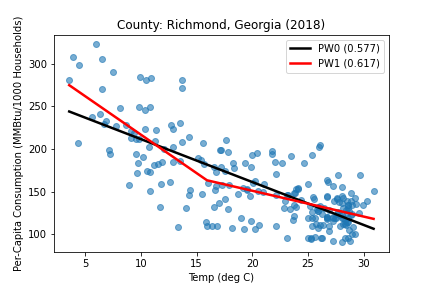 County: Richmond, Georgia (2018)
PW0 (0.577)
PW1 (0.617)
Per-Capita Consumption (MMBtu/1000 Households)
300
250
200
150
100
5 10 15 20 25 30
Temp (deg C)